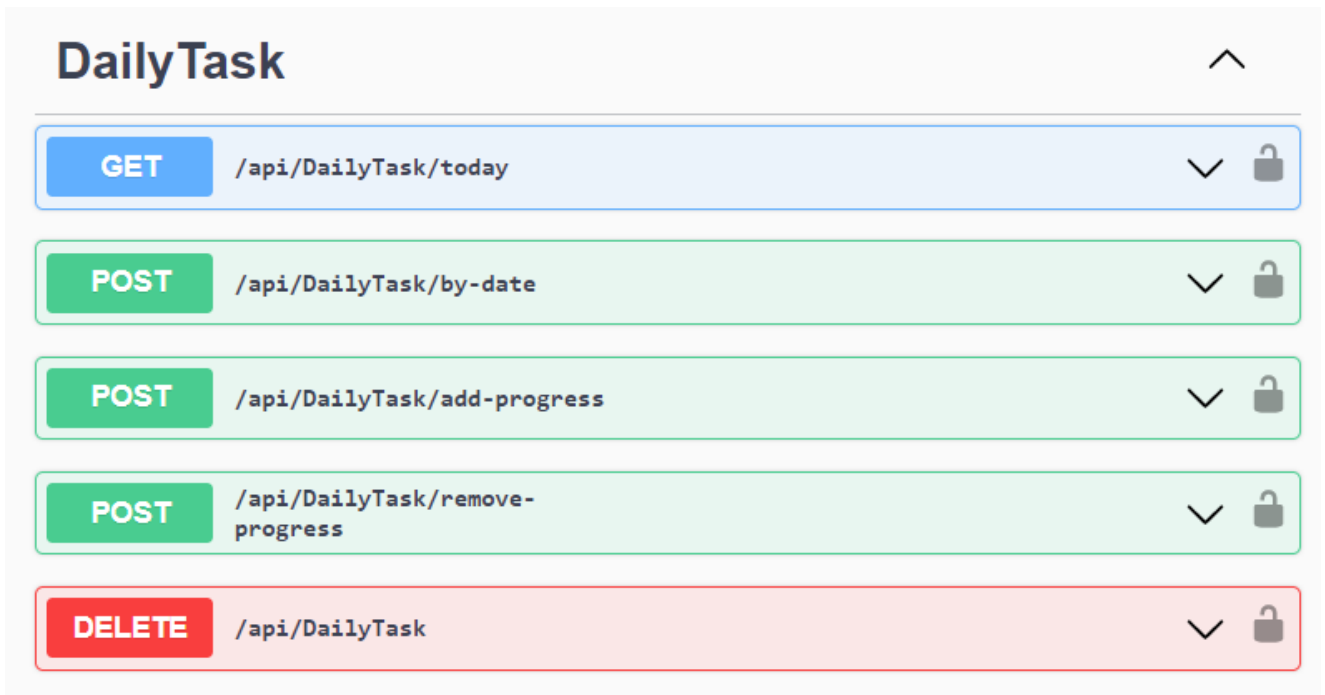 DailyTask
GET /api/DailyTask/today
POST /api/DailyTask/by-date
POST /api/DailyTask/add-progress
POST /api/DailyTask/remove-
progress
DELETE /api/DailyTask